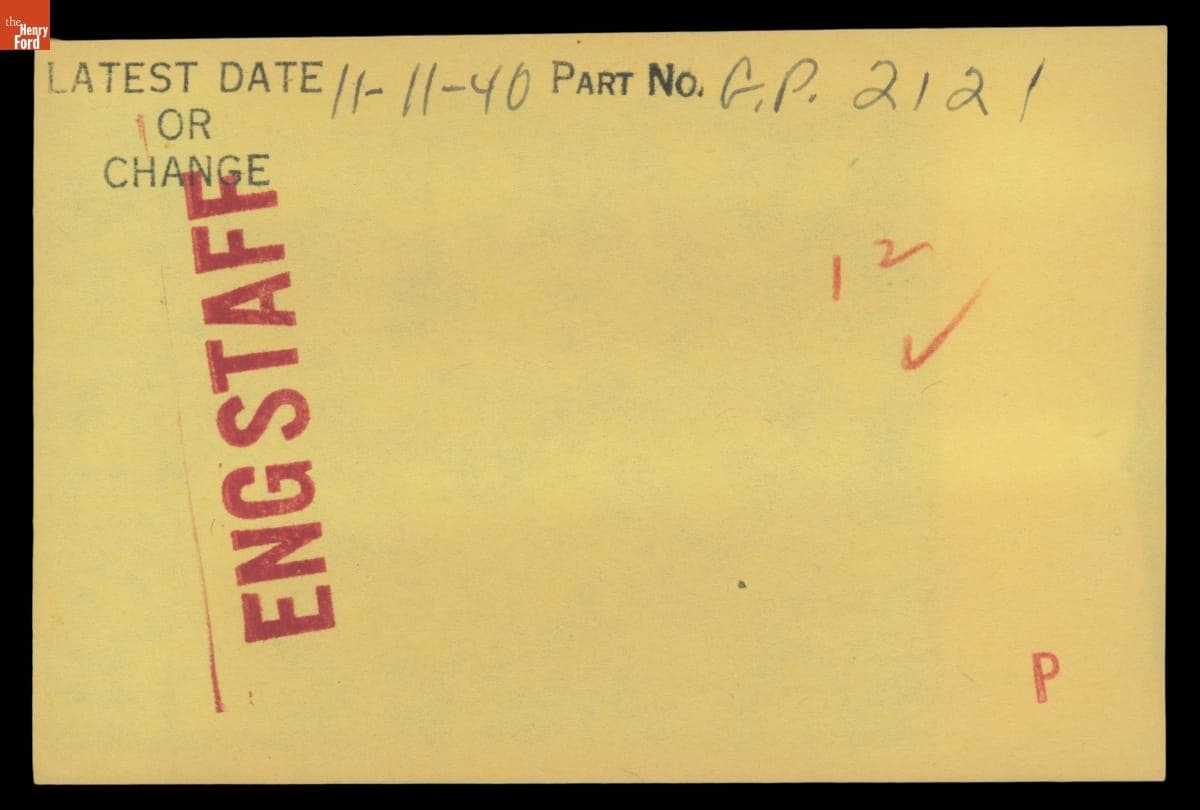 the
Henry
Ford
LATEST DATE 11-11-40 PART NO. G.P. 2121
OR
CHANGE
ENGSTAFF
12
✓
P